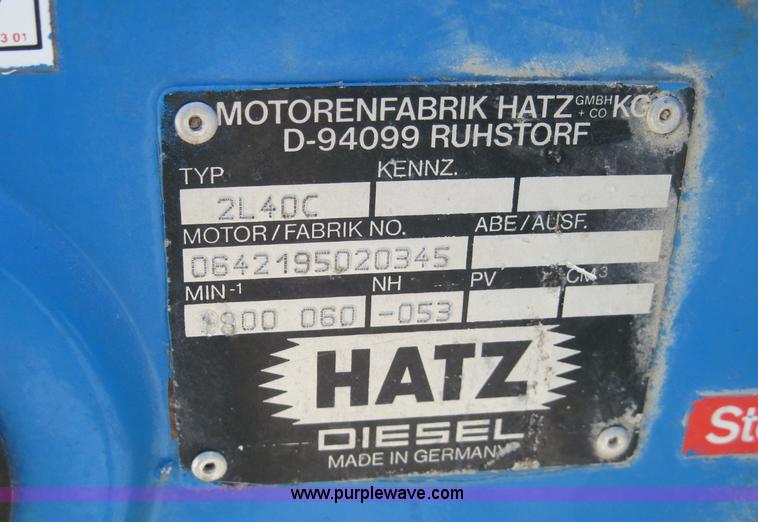 3 01
MOTORENFABRIK HATZ GMBH + CO KG
D-94099 RUHSTORF
TYP KENNZ.
2L40C
MOTOR/FABRIK NO. ABE/AUSF.
0642195020345
MIN-1 NH PV CM³
1800 060 -053
HATZ
DIESEL
MADE IN GERMANY
www.purplewave.com